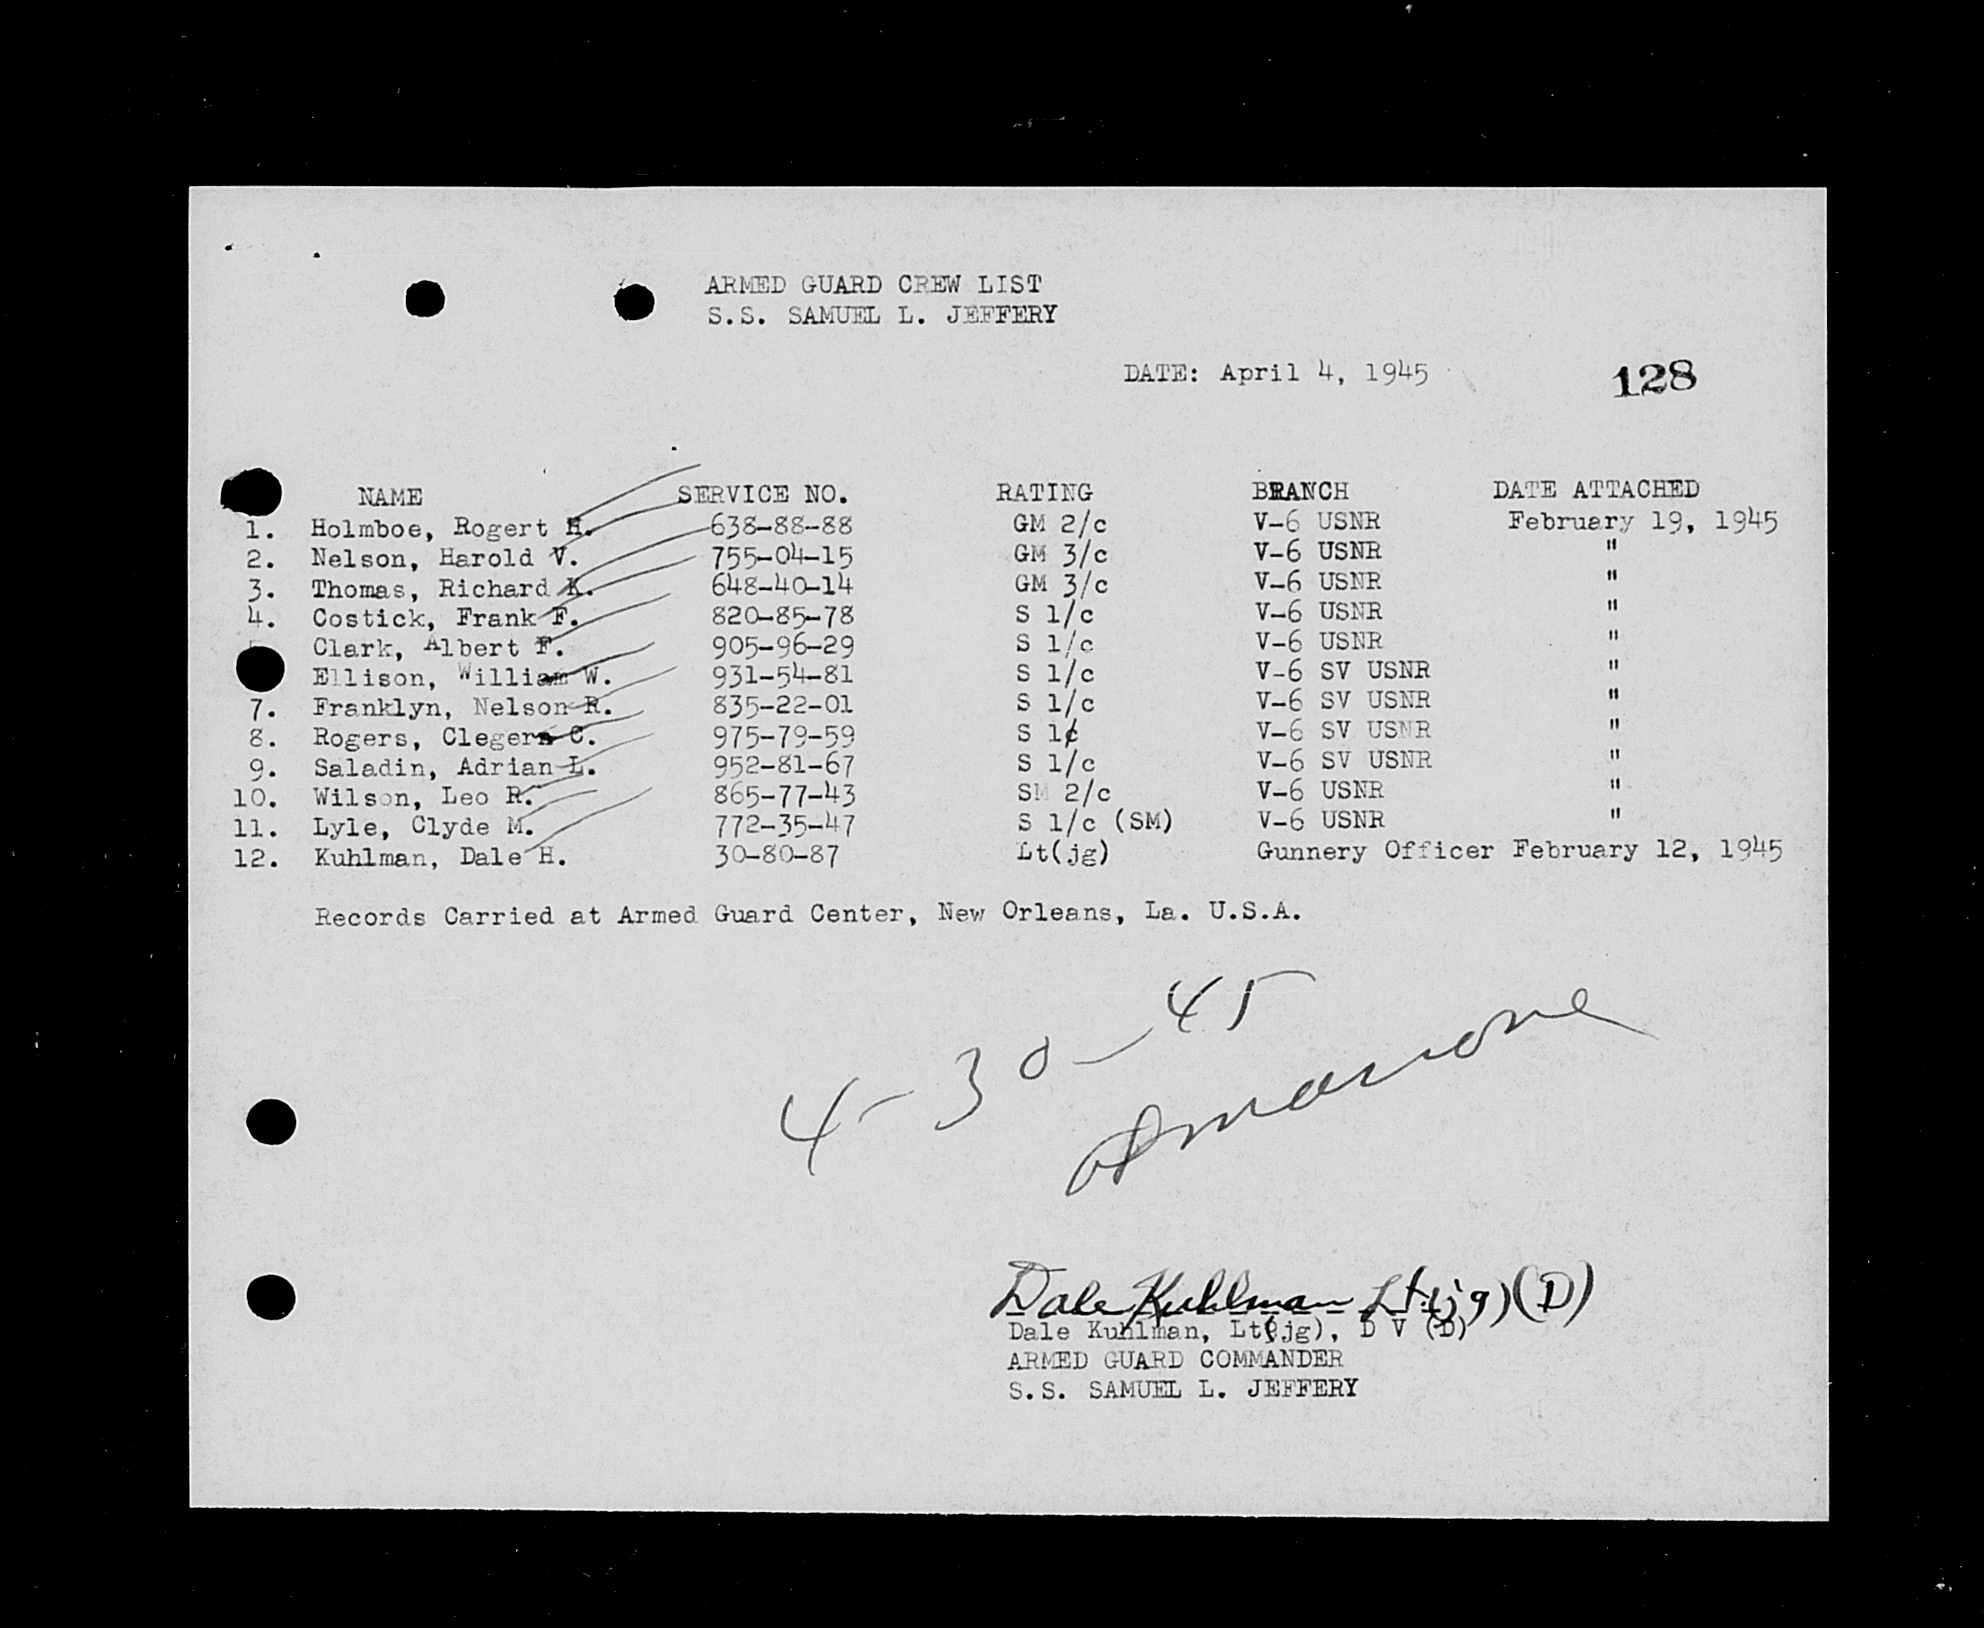 ARMED GUARD CREW LIST
S.S. SAMUEL L. JEFFERY
DATE: April 4, 1945
128
NAME SERVICE NO. RATING BRANCH DATE ATTACHED
1. Holmboe, Rogert H. 638-88-88 GM 2/c V-6 USNR February 19, 1945
2. Nelson, Harold V. 755-04-15 GM 3/c V-6 USNR "
3. Thomas, Richard K. 648-40-14 GM 3/c V-6 USNR "
4. Costick, Frank F. 820-85-78 S 1/c V-6 USNR "
Clark, Albert F. 905-96-29 S 1/c V-6 USNR "
Ellison, William W. 931-54-81 S 1/c V-6 SV USNR "
7. Franklyn, Nelson R. 835-22-01 S 1/c V-6 SV USNR "
8. Rogers, Clegern C. 975-79-59 S 1c V-6 SV USNR "
9. Saladin, Adrian L. 952-81-67 S 1/c V-6 SV USNR "
10. Wilson, Leo R. 865-77-43 SM 2/c V-6 USNR "
11. Lyle, Clyde M. 772-35-47 S 1/c (SM) V-6 USNR "
12. Kuhlman, Dale H. 30-80-87 Lt(jg) Gunnery Officer February 12, 1945
Records Carried at Armed Guard Center, New Orleans, La. U.S.A.
4-30-45
Dale Kuhlman Lt(jg)(D)
Dale Kuhlman, Lt(jg), D V (D)
ARMED GUARD COMMANDER
S.S. SAMUEL L. JEFFERY